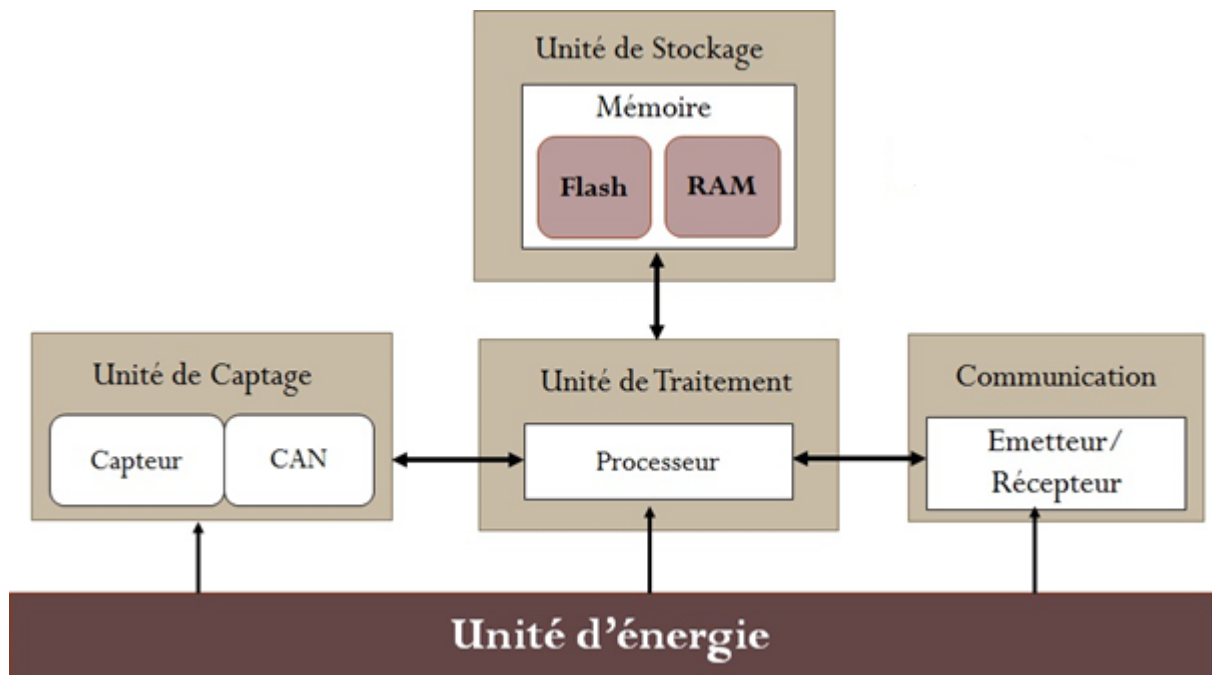 Unité de Stockage
Mémoire
Flash
RAM
Unité de Captage
Capteur
CAN
Unité de Traitement
Processeur
Communication
Emetteur/
Récepteur
Unité d'énergie